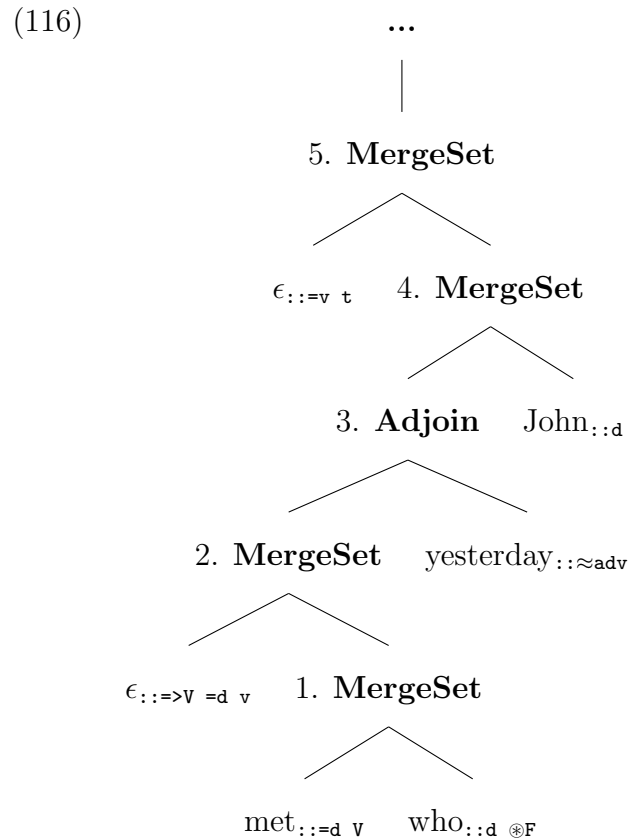 (116) ...
5. MergeSet
ϵ::=v t 4. MergeSet
3. Adjoin John::d
2. MergeSet yesterday::≈adv
ϵ::=>V =d v 1. MergeSet
met::=d V who::d ⊛F